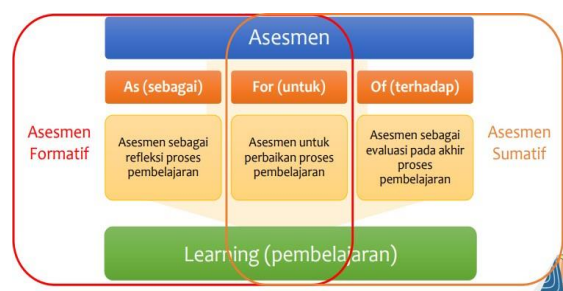 Asesmen
As (sebagai)
For (untuk)
Of (terhadap)
Asesmen
Formatif
Asesmen sebagai
refleksi proses
pembelajaran
Asesmen untuk
perbaikan proses
pembelajaran
Asesmen sebagai
evaluasi pada akhir
proses
pembelajaran
Asesmen
Sumatif
Learning (pembelajaran)